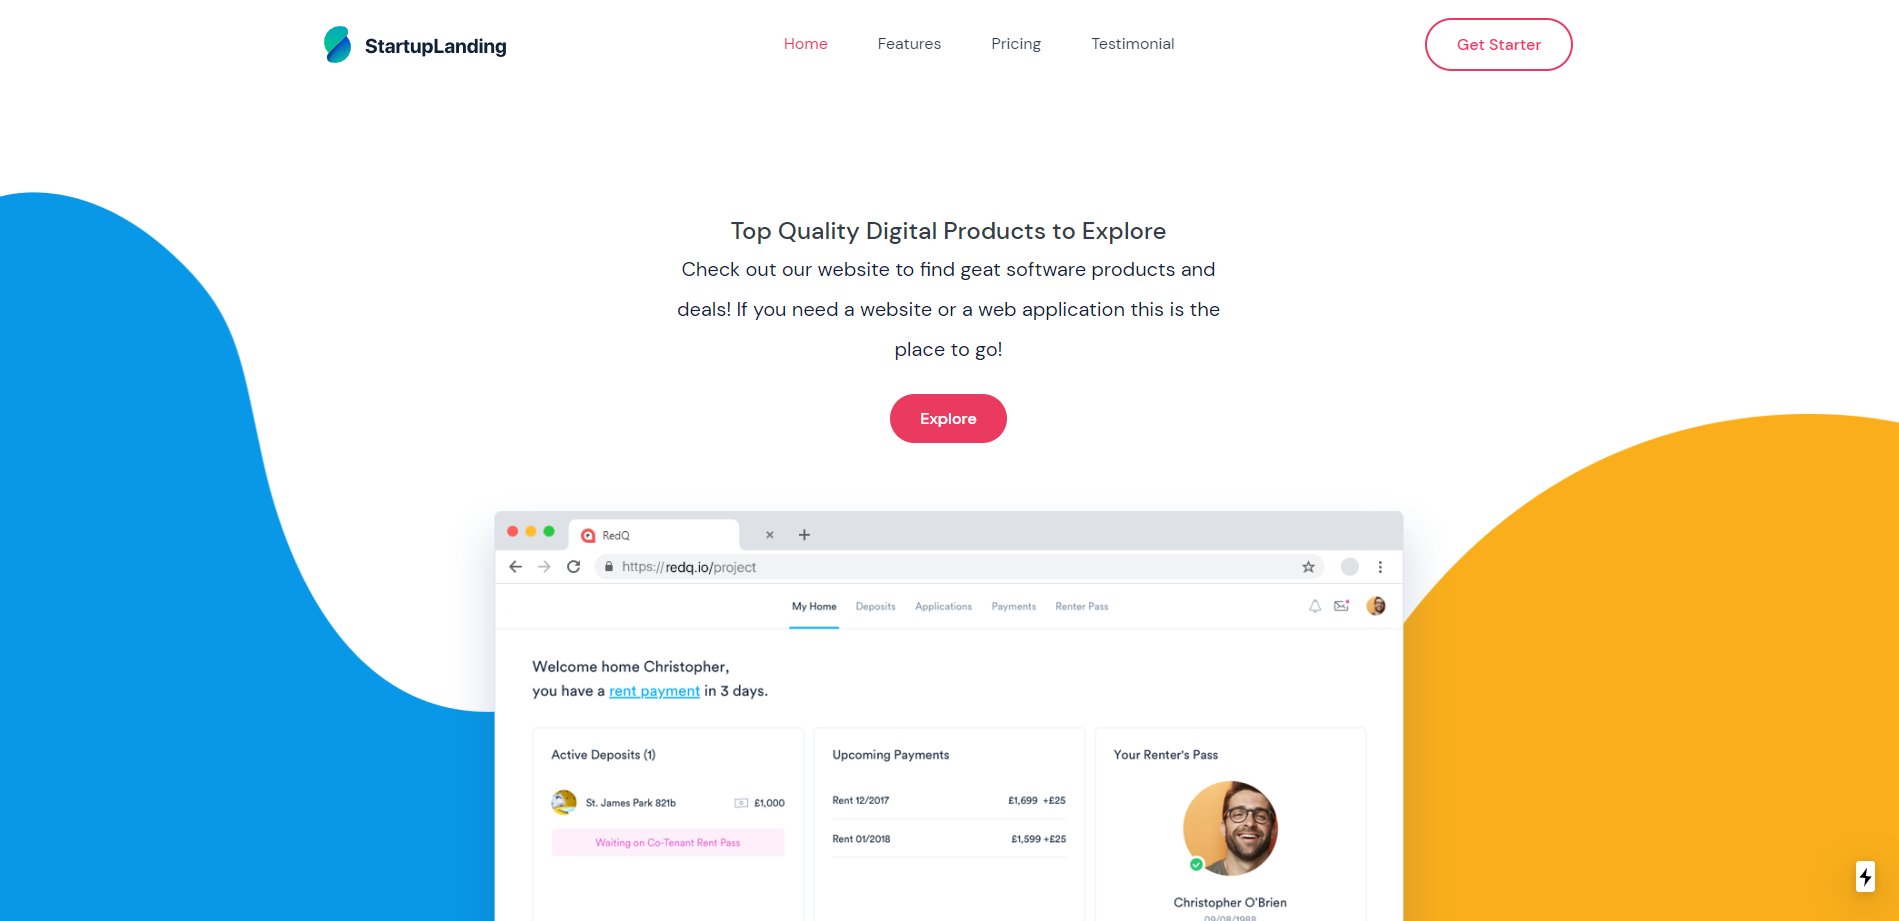 StartupLanding
Home Features Pricing Testimonial
Get Starter
Top Quality Digital Products to Explore
Check out our website to find geat software products and
deals! If you need a website or a web application this is the
place to go!
Explore
RedQ
https://redq.io/project
My Home Deposits Applications Payments Renter Pass
Welcome home Christopher,
you have a rent payment in 3 days.
Active Deposits (1)
St. James Park 821b £1,000
Waiting on Co-Tenant Rent Pass
Upcoming Payments
Rent 12/2017 £1,699 +£25
Rent 01/2018 £1,599 +£25
Your Renter's Pass
Christopher O'Brien
09/08/1988